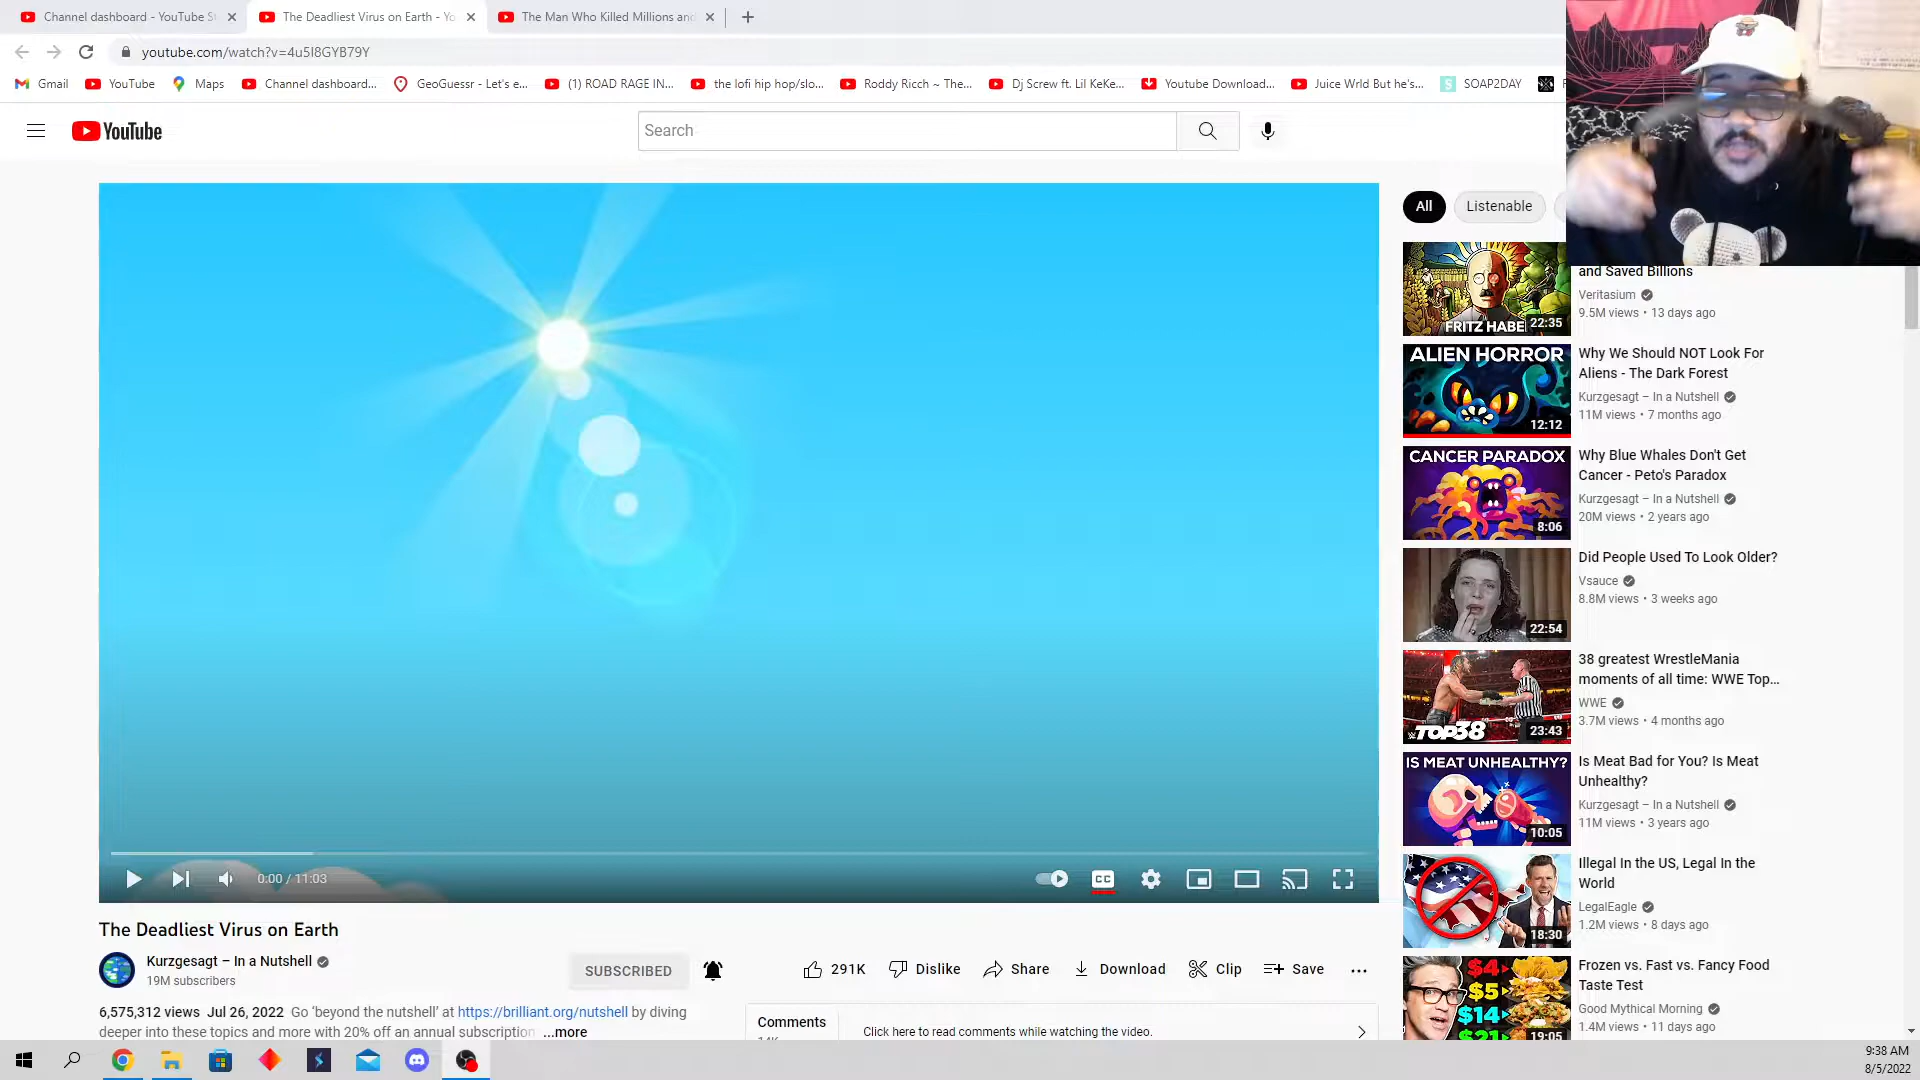 Channel dashboard - YouTube St
The Deadliest Virus on Earth - Yo
The Man Who Killed Millions and
youtube.com/watch?v=4u5I8GYB79Y
Gmail
YouTube
Maps
Channel dashboard...
GeoGuessr - Let's e...
(1) ROAD RAGE IN...
the lofi hip hop/slo...
Roddy Ricch ~ The...
Dj Screw ft. Lil KeKe...
Youtube Download...
Juice Wrld But he's...
SOAP2DAY
YouTube
Search
All
Listenable
FRITZ HABE
22:35
and Saved Billions
Veritasium
9.5M views • 13 days ago
ALIEN HORROR
12:12
Why We Should NOT Look For
Aliens - The Dark Forest
Kurzgesagt – In a Nutshell
11M views • 7 months ago
CANCER PARADOX
8:06
Why Blue Whales Don't Get
Cancer - Peto's Paradox
Kurzgesagt – In a Nutshell
20M views • 2 years ago
22:54
Did People Used To Look Older?
Vsauce
8.8M views • 3 weeks ago
TOP38
23:43
38 greatest WrestleMania
moments of all time: WWE Top...
WWE
3.7M views • 4 months ago
IS MEAT UNHEALTHY?
10:05
Is Meat Bad for You? Is Meat
Unhealthy?
Kurzgesagt – In a Nutshell
11M views • 3 years ago
18:30
Illegal In the US, Legal In the
World
LegalEagle
1.2M views • 8 days ago
$4
$5
$14
$21
19:05
Frozen vs. Fast vs. Fancy Food
Taste Test
Good Mythical Morning
1.4M views • 11 days ago
0:00 / 11:03
CC
The Deadliest Virus on Earth
Kurzgesagt – In a Nutshell
19M subscribers
SUBSCRIBED
291K
Dislike
Share
Download
Clip
Save
6,575,312 views Jul 26, 2022 Go ‘beyond the nutshell’ at https://brilliant.org/nutshell by diving
deeper into these topics and more with 20% off an annual subscription ...more
Comments
Click here to read comments while watching the video.
9:38 AM
8/5/2022